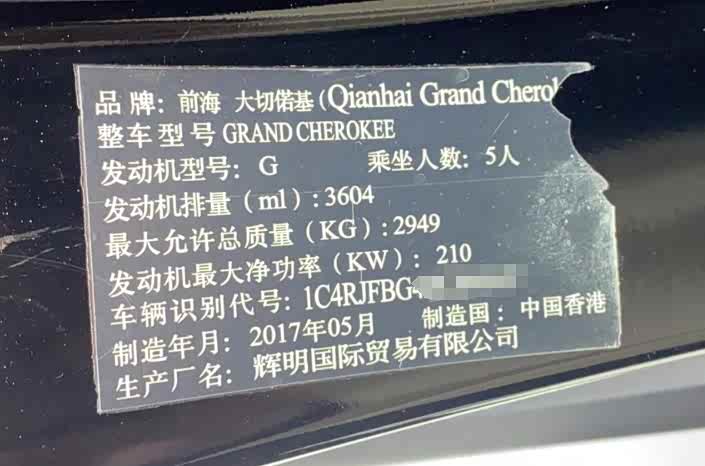 品 牌: 前海 大切偌基(Qianhai Grand Cherok
整车型号 GRAND CHEROKEE
发动机型号: G 乘坐人数: 5人
发动机排量(ml):3604
最大允许总质量(KG):2949
发动机最大净功率(KW): 210
车辆识别代号:1C4RJFBG
制造年月: 2017年05月 制造国: 中国香港
生产厂名: 辉明国际贸易有限公司